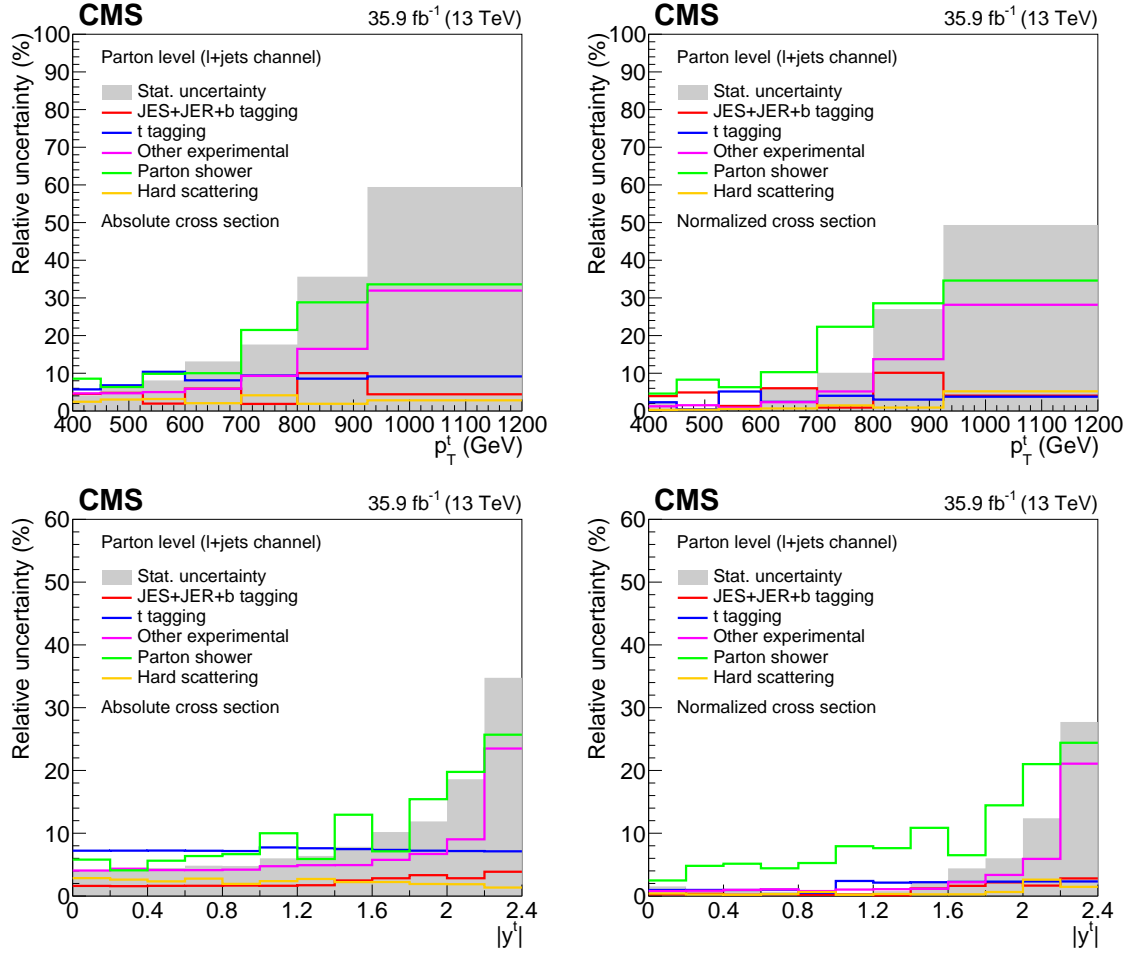 CMS
35.9 fb⁻¹ (13 TeV)
Relative uncertainty (%)
100
90
80
70
60
50
40
30
20
10
0
Parton level (l+jets channel)
Stat. uncertainty
JES+JER+b tagging
t tagging
Other experimental
Parton shower
Hard scattering
Absolute cross section
400 500 600 700 800 900 1000 1100 1200
p_T^t (GeV)
CMS
35.9 fb⁻¹ (13 TeV)
Relative uncertainty (%)
100
90
80
70
60
50
40
30
20
10
0
Parton level (l+jets channel)
Stat. uncertainty
JES+JER+b tagging
t tagging
Other experimental
Parton shower
Hard scattering
Normalized cross section
400 500 600 700 800 900 1000 1100 1200
p_T^t (GeV)
CMS
35.9 fb⁻¹ (13 TeV)
Relative uncertainty (%)
60
50
40
30
20
10
0
Parton level (l+jets channel)
Stat. uncertainty
JES+JER+b tagging
t tagging
Other experimental
Parton shower
Hard scattering
Absolute cross section
0 0.4 0.8 1.2 1.6 2 2.4
|y^t|
CMS
35.9 fb⁻¹ (13 TeV)
Relative uncertainty (%)
60
50
40
30
20
10
0
Parton level (l+jets channel)
Stat. uncertainty
JES+JER+b tagging
t tagging
Other experimental
Parton shower
Hard scattering
Normalized cross section
0 0.4 0.8 1.2 1.6 2 2.4
|y^t|